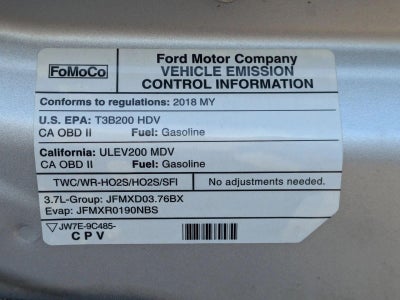 FoMoCo
Ford Motor Company
VEHICLE EMISSION
CONTROL INFORMATION
Conforms to regulations: 2018 MY
U.S. EPA: T3B200 HDV
CA OBD II Fuel: Gasoline
California: ULEV200 MDV
CA OBD II Fuel: Gasoline
TWC/WR-HO2S/HO2S/SFI No adjustments needed.
3.7L-Group: JFMXD03.76BX
Evap: JFMXR0190NBS
JW7E-9C485-
CPV